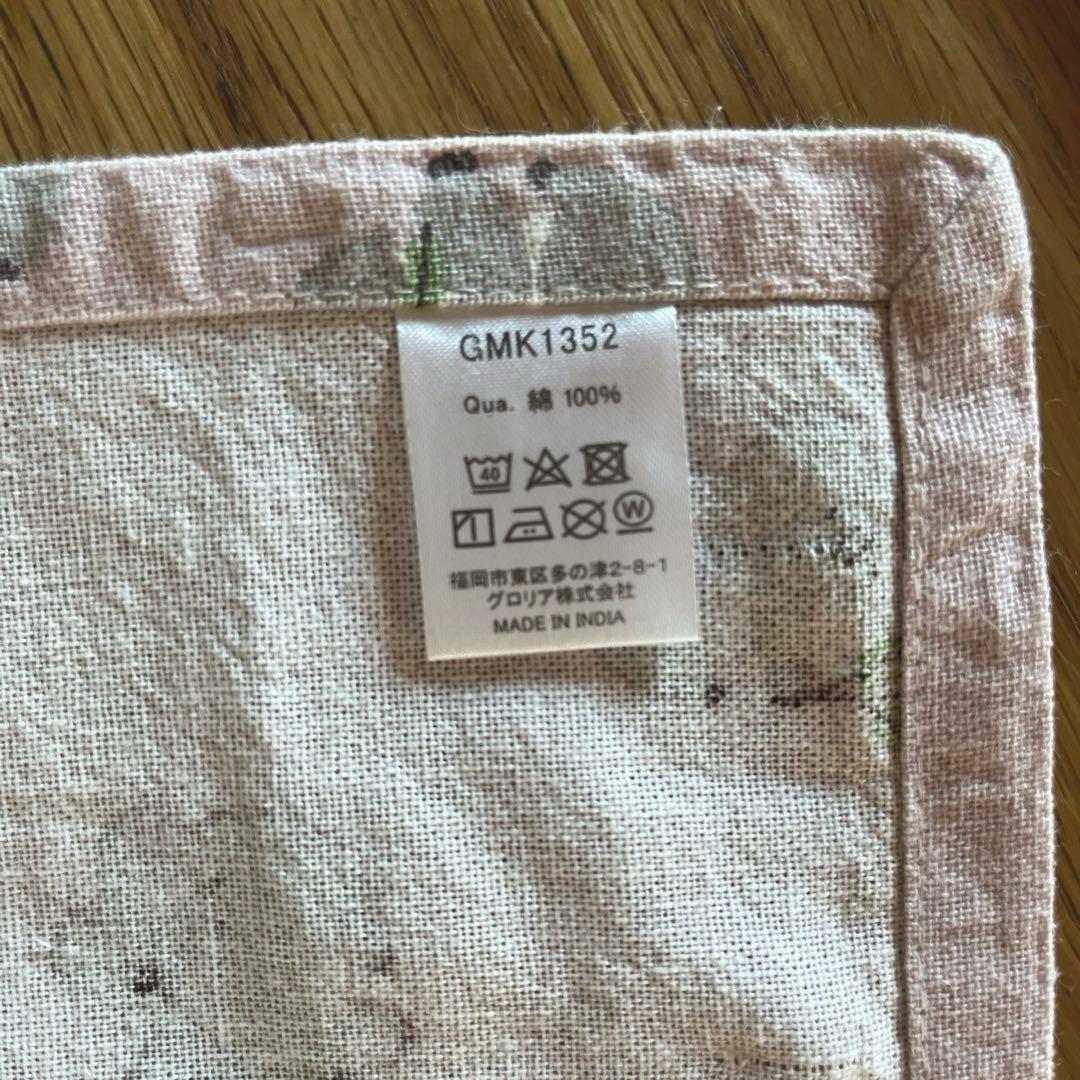 GMK1352
Qua. 綿 100%
40
W
福岡市東区多の津2-8-1
グロリア株式会社
MADE IN INDIA